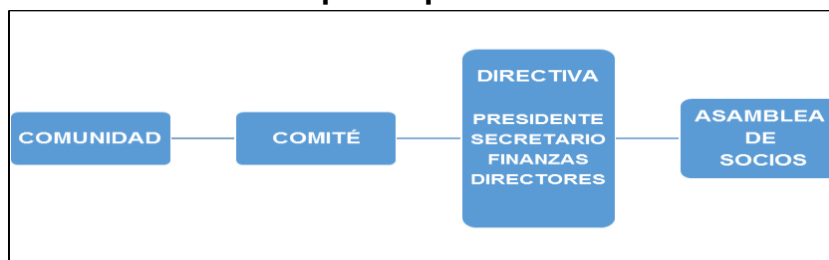 COMUNIDAD
COMITÉ
DIRECTIVA
PRESIDENTE
SECRETARIO
FINANZAS
DIRECTORES
ASAMBLEA
DE
SOCIOS